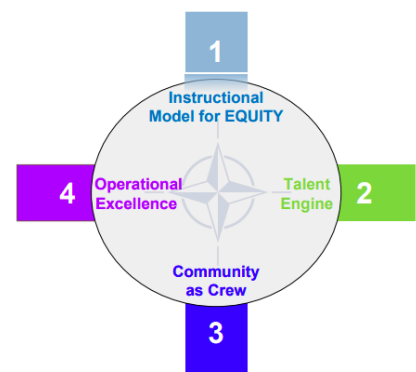 1
Instructional
Model for EQUITY
4
Operational
Excellence
Talent
Engine
2
Community
as Crew
3